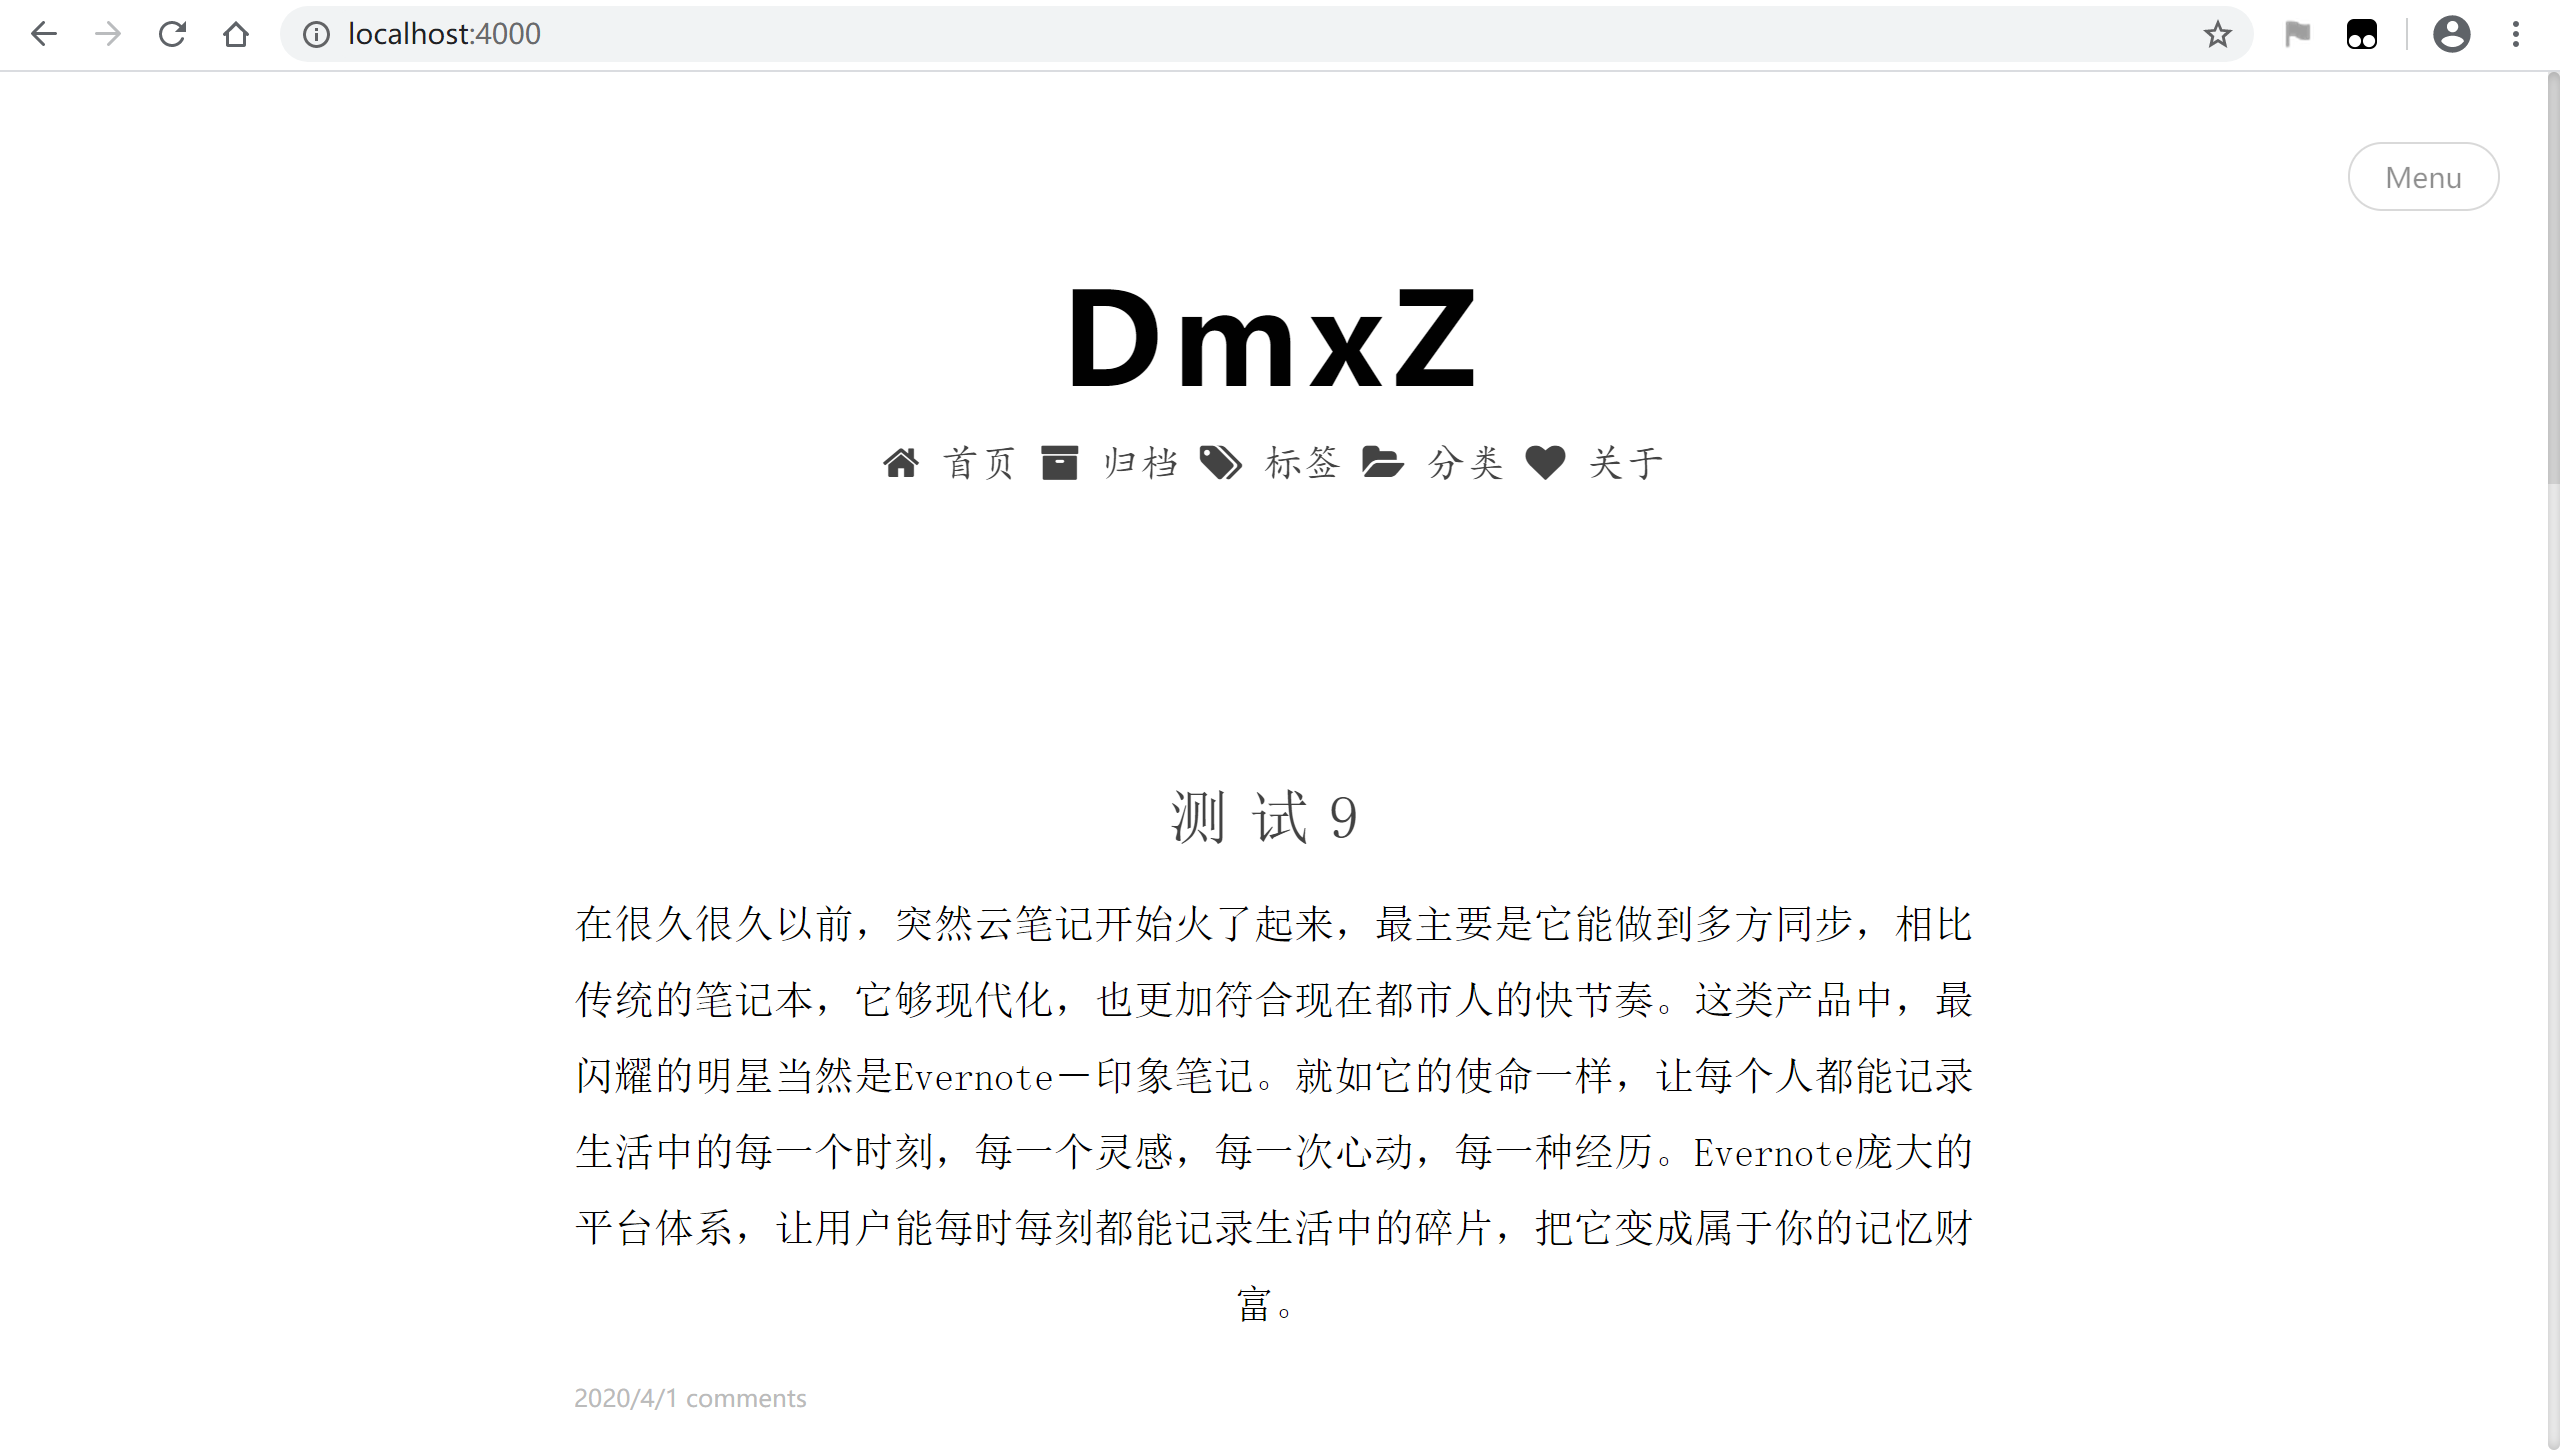 localhost:4000
Menu
DmxZ
首页 归档 标签 分类 关于
测试9
在很久很久以前，突然云笔记开始火了起来，最主要是它能做到多方同步，相比
传统的笔记本，它够现代化，也更加符合现在都市人的快节奏。这类产品中，最
闪耀的明星当然是Evernote－印象笔记。就如它的使命一样，让每个人都能记录
生活中的每一个时刻，每一个灵感，每一次心动，每一种经历。Evernote庞大的
平台体系，让用户能每时每刻都能记录生活中的碎片，把它变成属于你的记忆财
富。
2020/4/1 comments